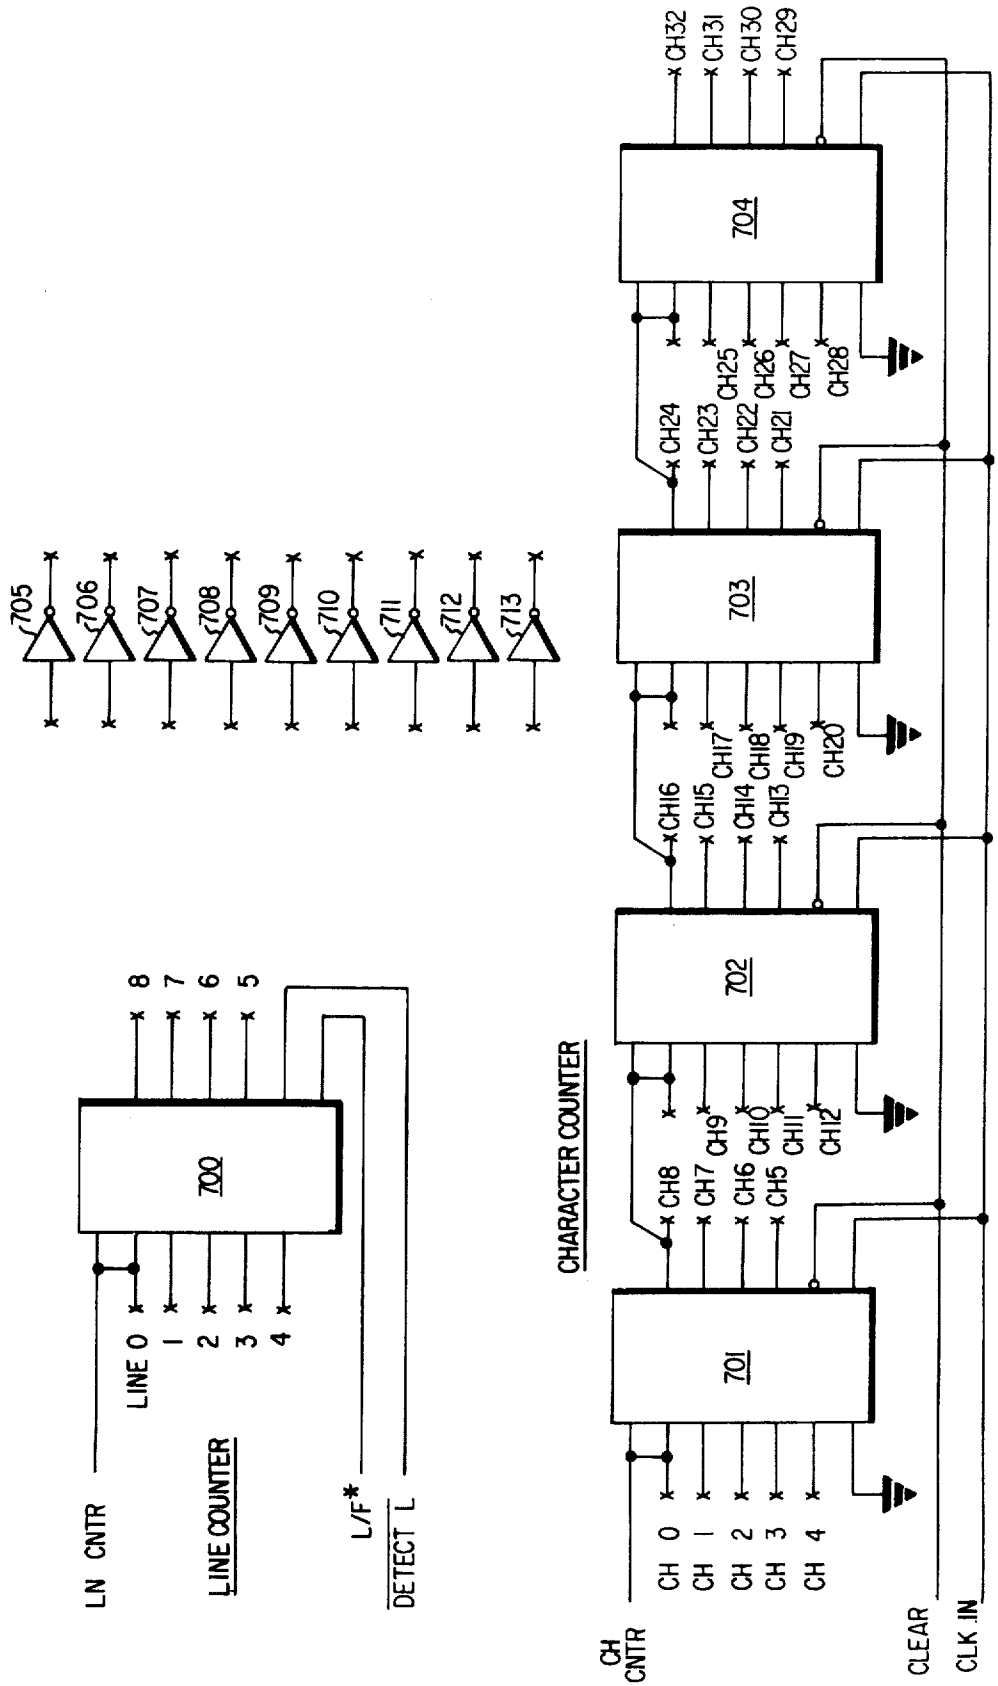 LN CNTR
LINE 0
1
2
3
4
700
8
7
6
5
LINE COUNTER
L/F*
DETECT L
705
706
707
708
709
710
711
712
713
CHARACTER COUNTER
CH CNTR
CH 0
CH 1
CH 2
CH 3
CH 4
701
CH8
CH7
CH6
CH5
CH9
CH10
CH11
CH12
702
CH16
CH15
CH14
CH13
CH17
CH18
CH19
CH20
703
CH24
CH23
CH22
CH21
CH25
CH26
CH27
CH28
704
CH32
CH31
CH30
CH29
CLEAR
CLK.IN